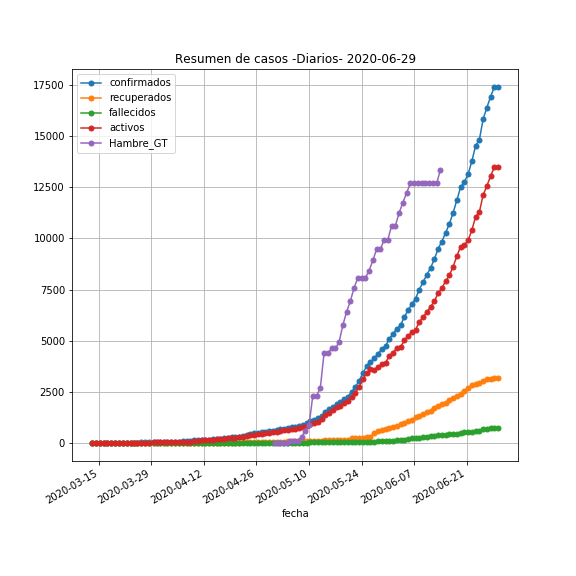 Resumen de casos -Diarios- 2020-06-29
confirmados
recuperados
fallecidos
activos
Hambre_GT
17500
15000
12500
10000
7500
5000
2500
0
2020-03-15
2020-03-29
2020-04-12
2020-04-26
2020-05-10
2020-05-24
2020-06-07
2020-06-21
fecha